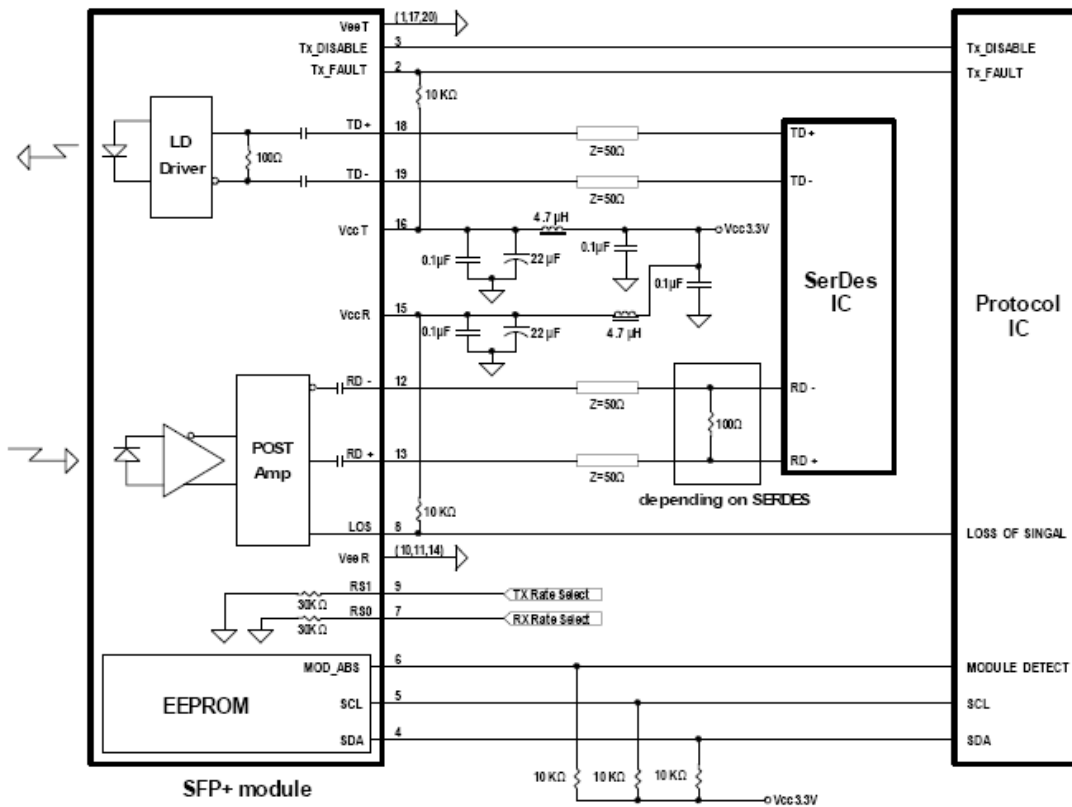 VeeT
(1,17,20)
Tx_DISABLE
3
Tx_DISABLE
Tx_FAULT
2
Tx_FAULT
10 KΩ
LD
Driver
100Ω
TD+
18
Z=50Ω
TD+
TD-
19
Z=50Ω
TD-
VccT
16
4.7 µH
Vcc3.3V
0.1µF
22 µF
0.1µF
0.1µF
SerDes
IC
Protocol
IC
VccR
15
0.1µF
22 µF
4.7 µH
RD -
12
Z=50Ω
RD -
100Ω
POST
Amp
RD +
13
Z=50Ω
RD +
depending on SERDES
10 KΩ
LOS
8
LOSS OF SINGAL
VeeR
(10,11,14)
RS1
9
TX Rate Select
30KΩ
RS0
7
RX Rate Select
30KΩ
MOD_ABS
6
MODULE DETECT
EEPROM
SCL
5
SCL
SDA
4
SDA
10 KΩ
10 KΩ
10 KΩ
Vcc3.3V
SFP+ module